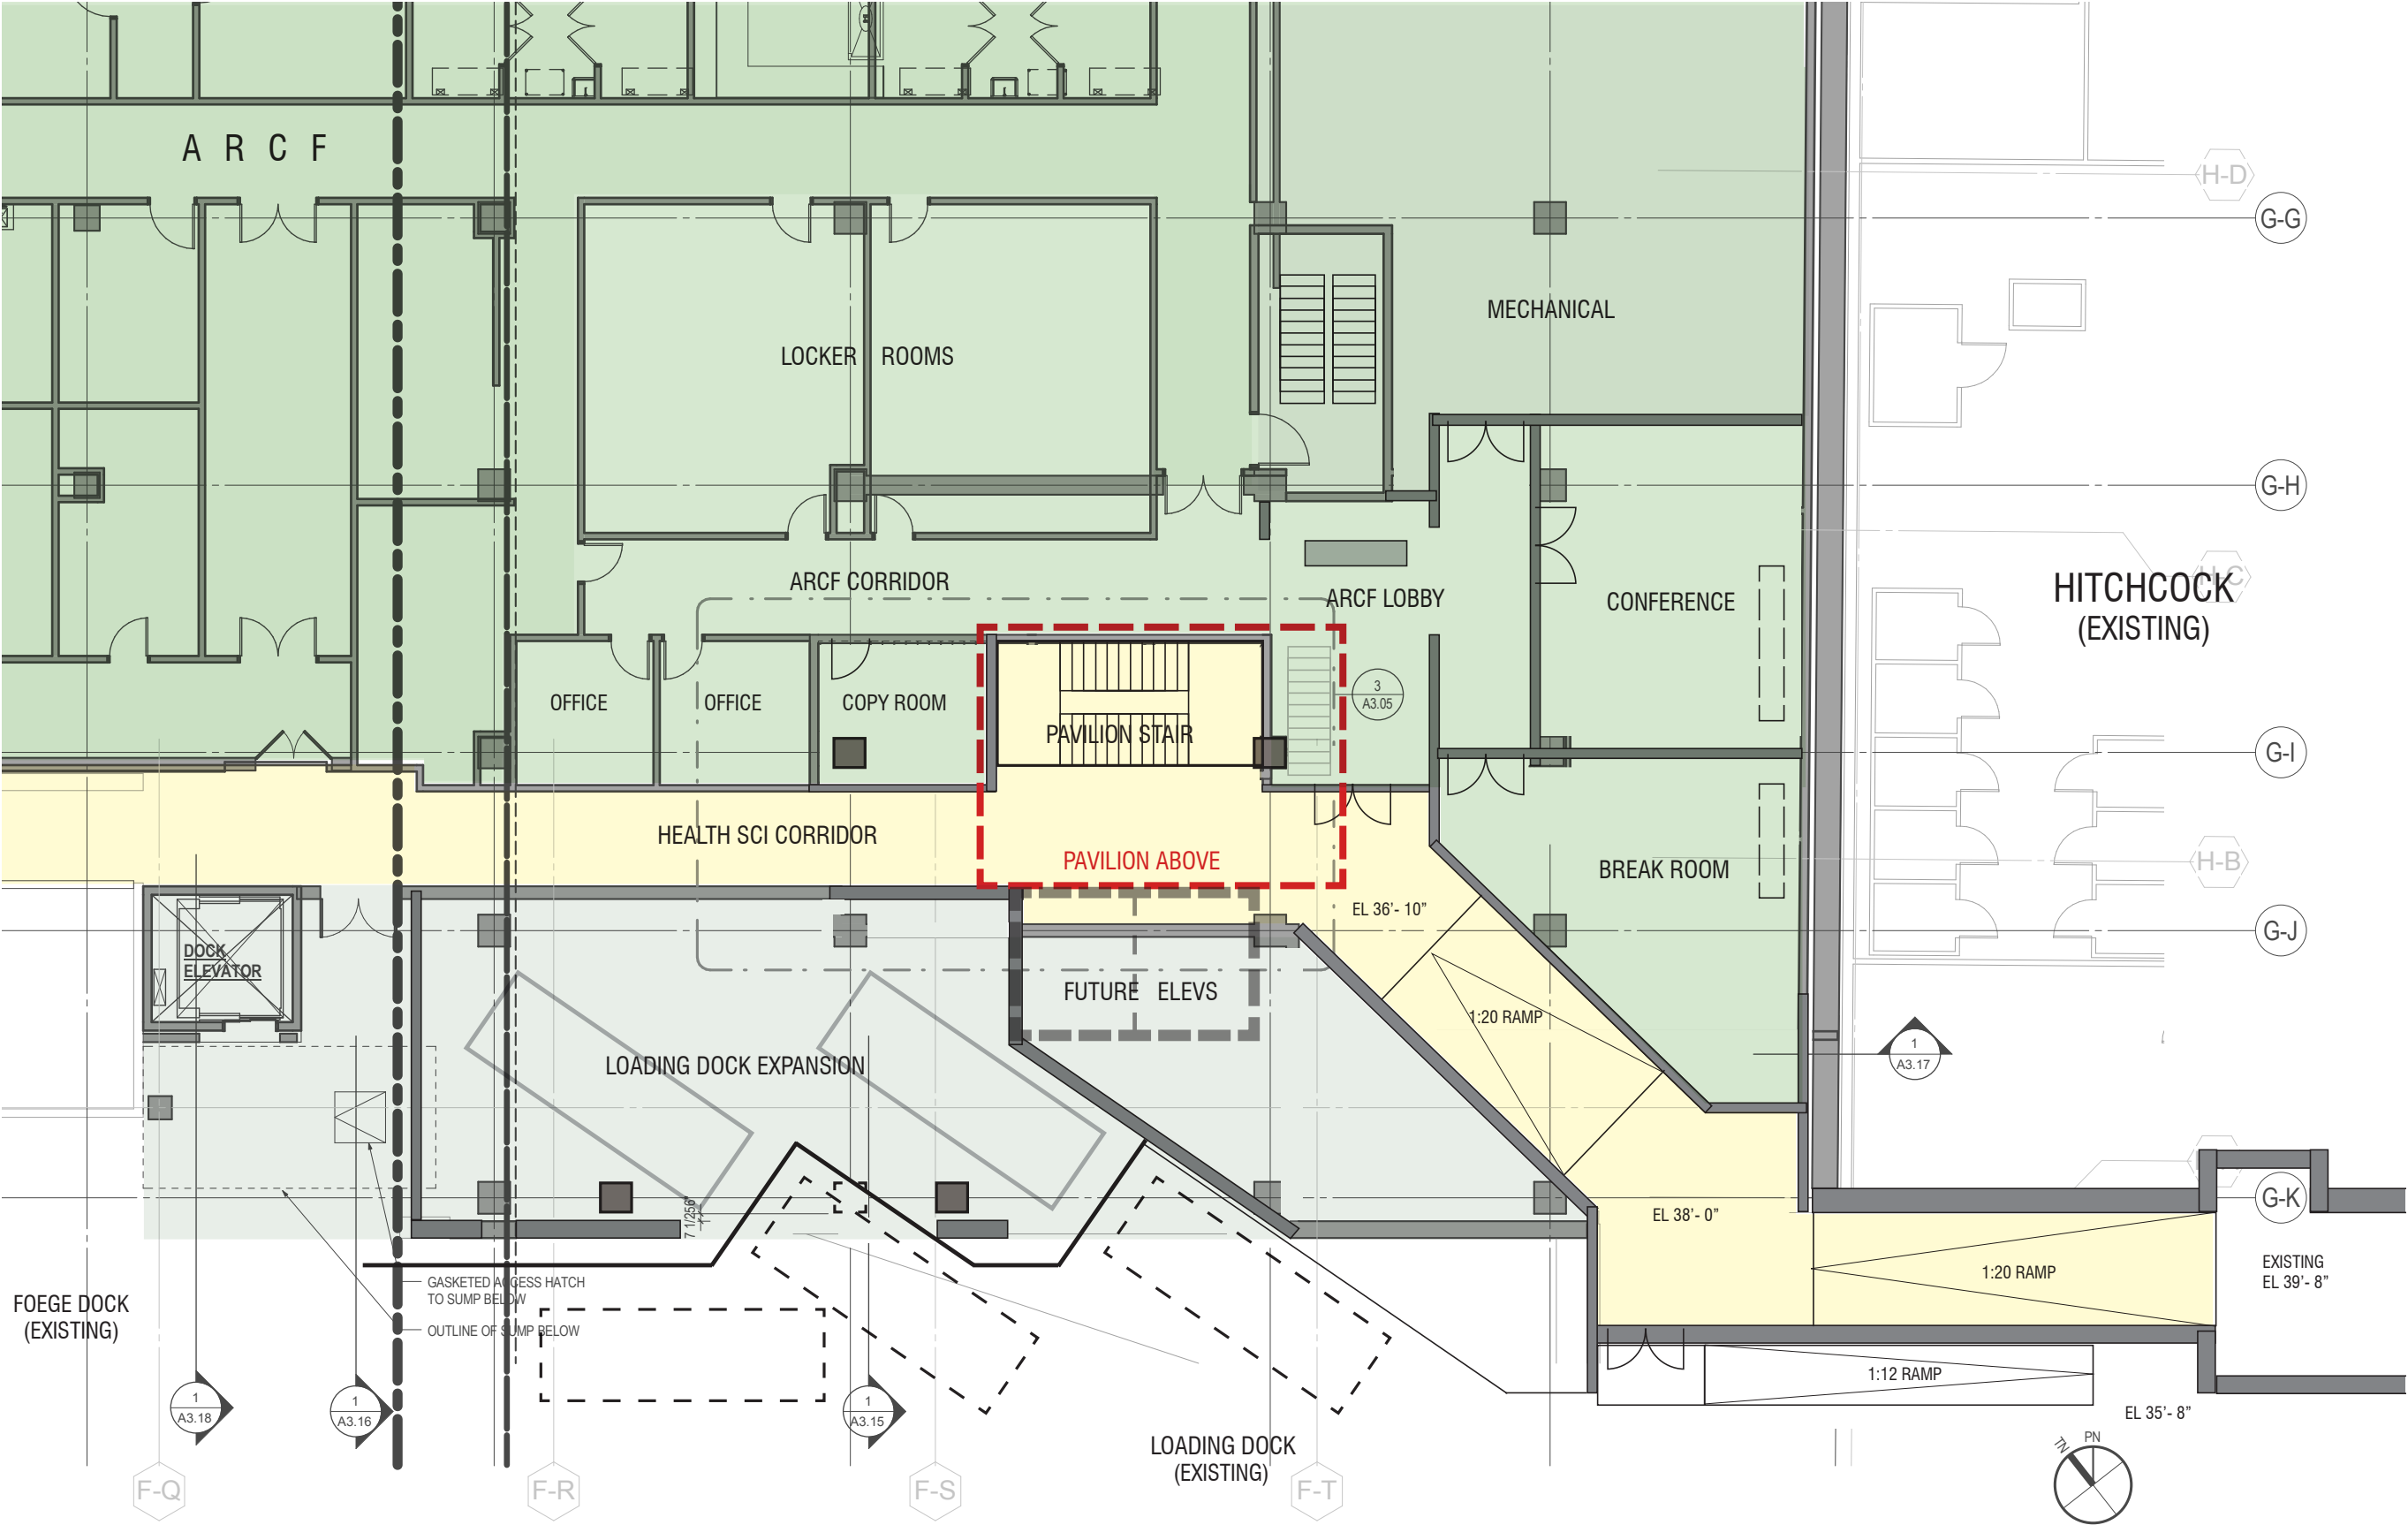 A R C F
H-D
G-G
MECHANICAL
LOCKER ROOMS
G-H
H-C
HITCHCOCK
(EXISTING)
ARCF CORRIDOR
ARCF LOBBY
CONFERENCE
3
A3.05
OFFICE
OFFICE
COPY ROOM
PAVILION STAIR
G-I
HEALTH SCI CORRIDOR
PAVILION ABOVE
BREAK ROOM
H-B
EL 36'- 10”
G-J
DOCK
ELEVATOR
FUTURE ELEVS
1:20 RAMP
1
A3.17
LOADING DOCK EXPANSION
G-K
7 1/256"
EL 38'- 0”
EXISTING
EL 39'- 8”
1:20 RAMP
GASKETED ACCESS HATCH
TO SUMP BELOW
OUTLINE OF SUMP BELOW
FOEGE DOCK
(EXISTING)
1:12 RAMP
1
A3.18
1
A3.16
1
A3.15
EL 35'- 8”
LOADING DOCK
(EXISTING)
TN
PN
F-Q
F-R
F-S
F-T